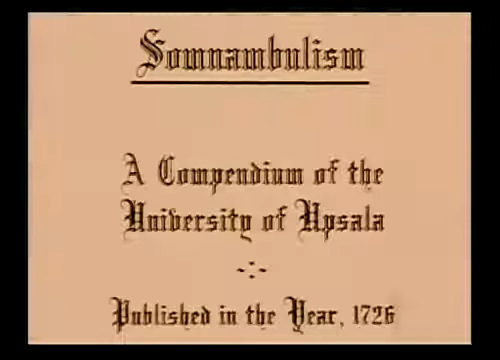 Somnambulism
A Compendium of the
University of Upsala
Published in the Year, 1726